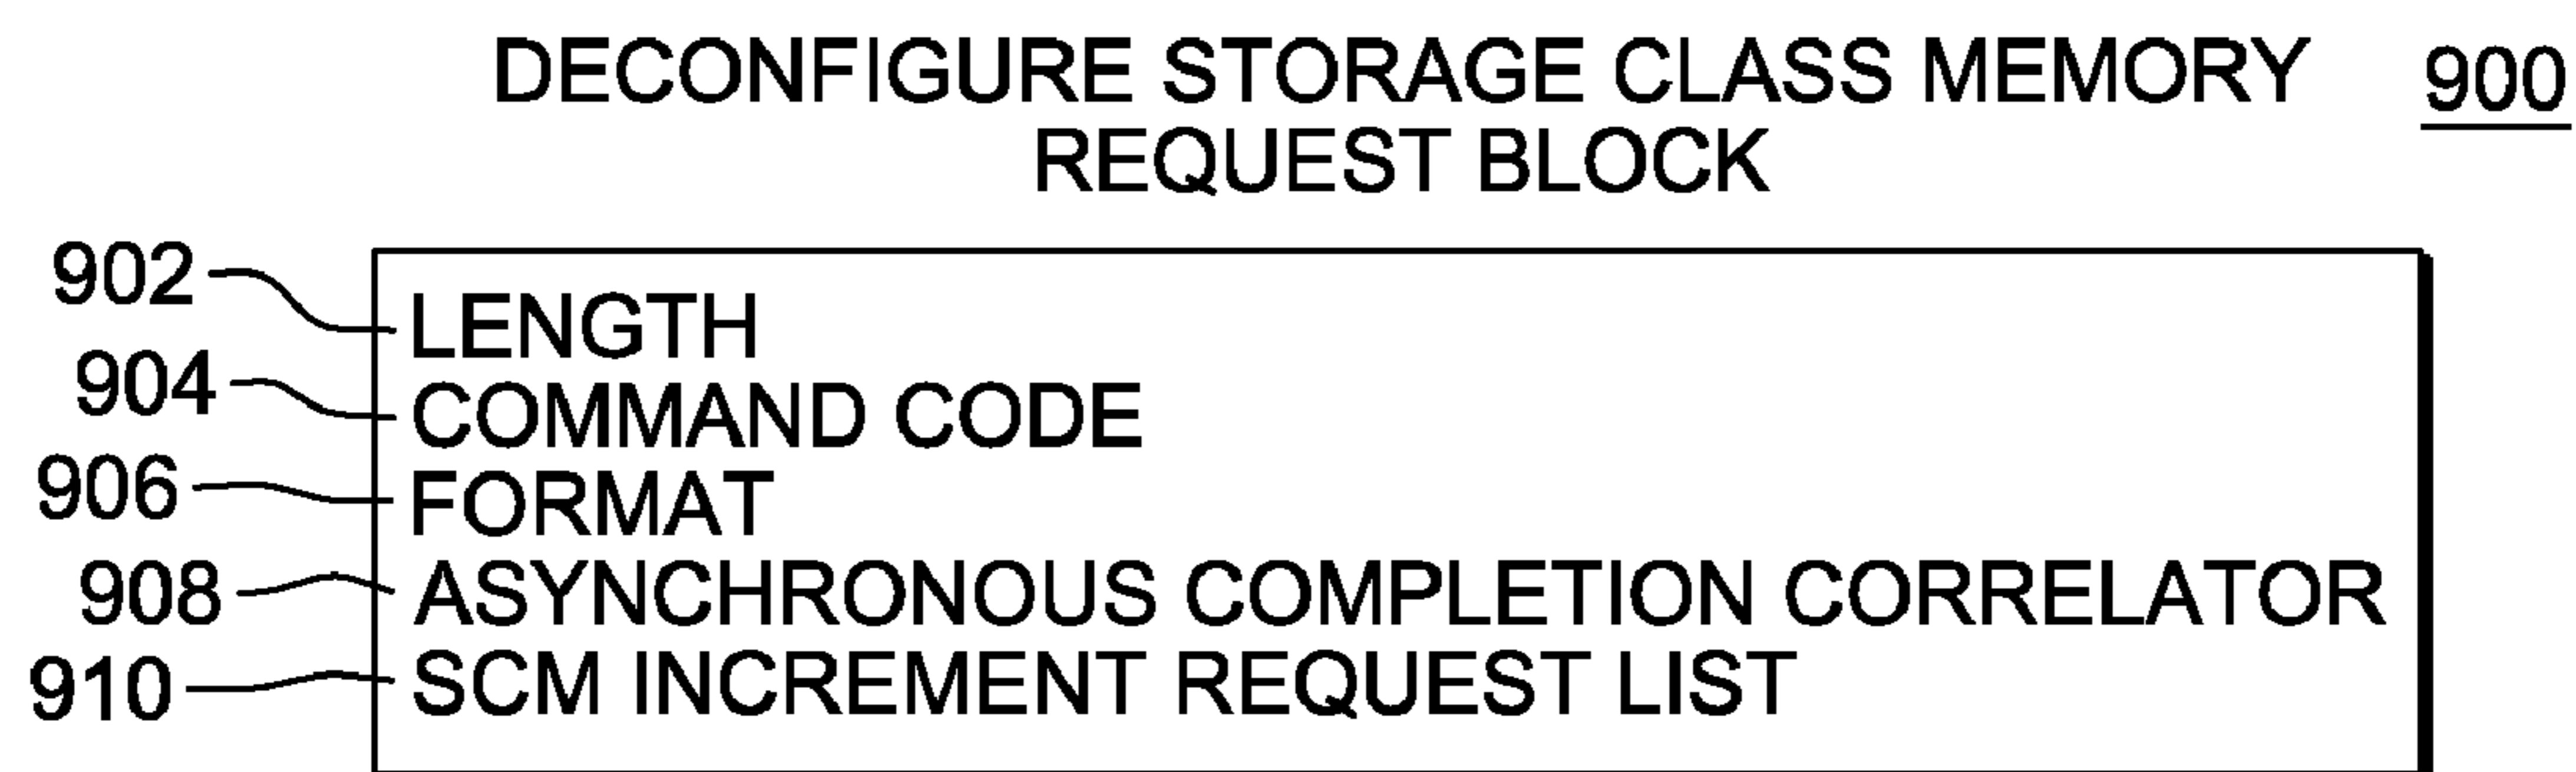 DECONFIGURE STORAGE CLASS MEMORY 900
REQUEST BLOCK
902 LENGTH
904 COMMAND CODE
906 FORMAT
908 ASYNCHRONOUS COMPLETION CORRELATOR
910 SCM INCREMENT REQUEST LIST